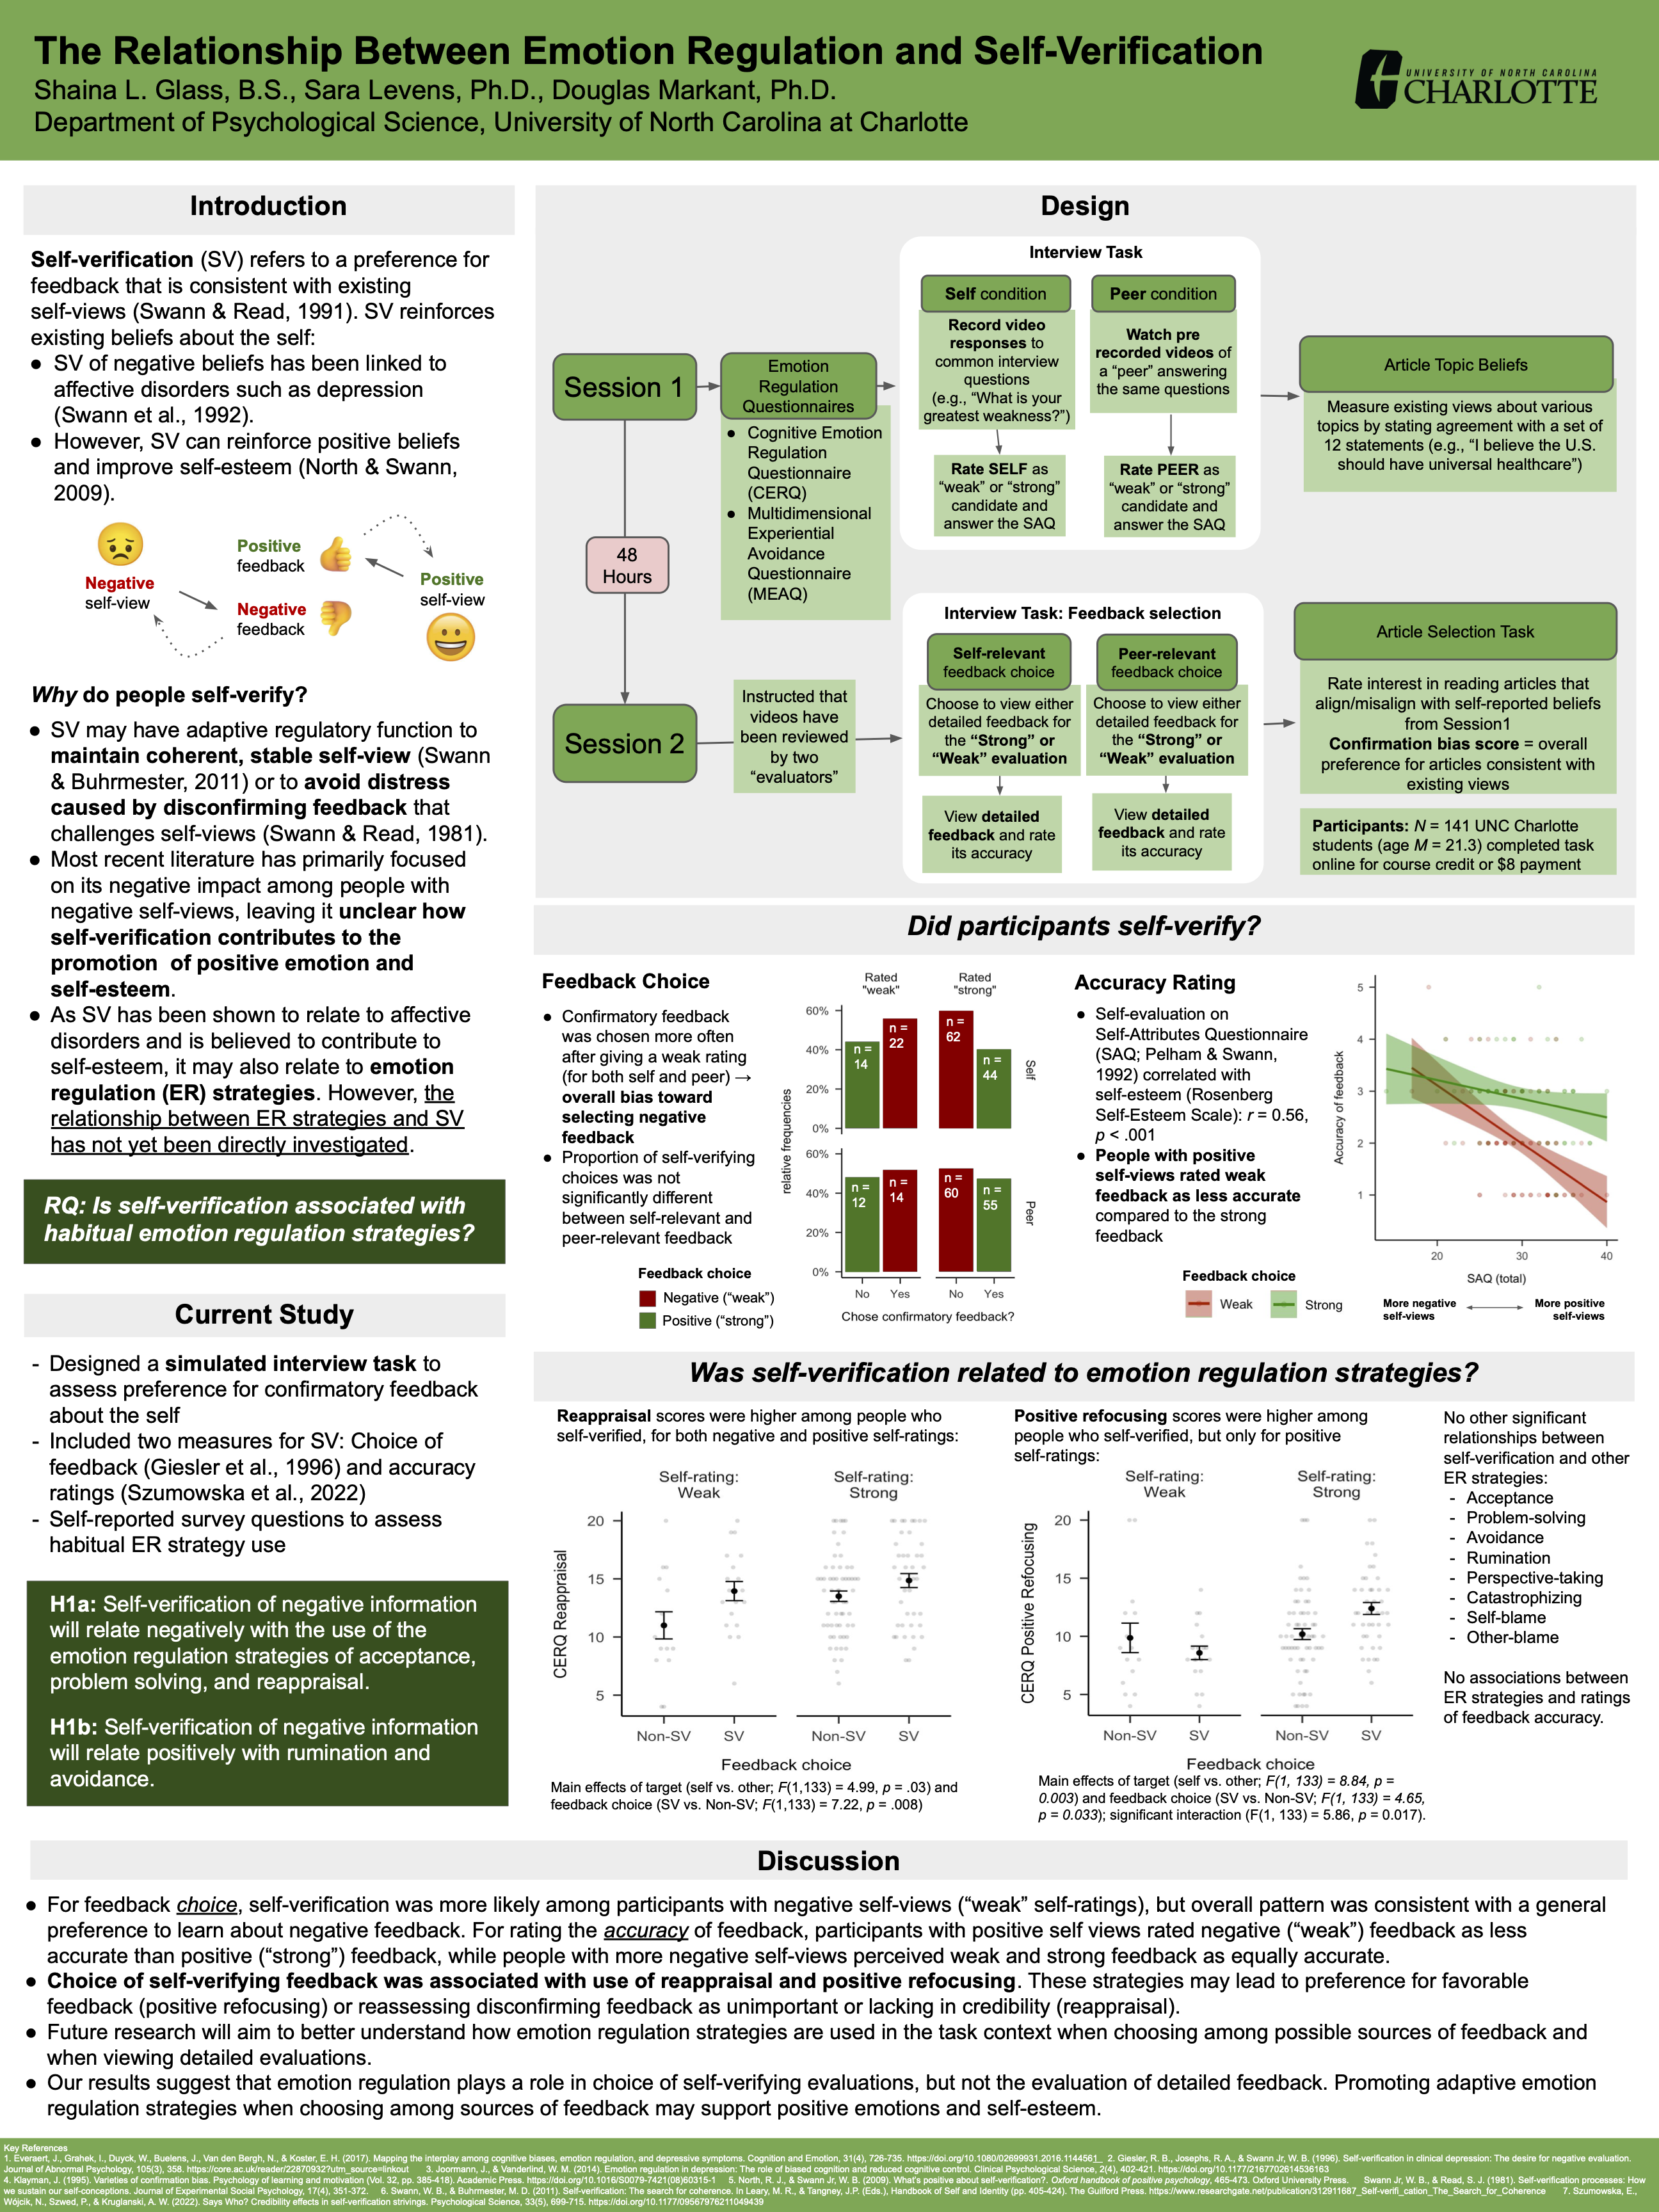 The Relationship Between Emotion Regulation and Self-Verification
Shaina L. Glass, B.S., Sara Levens, Ph.D., Douglas Markant, Ph.D.
Department of Psychological Science, University of North Carolina at Charlotte
UNIVERSITY OF NORTH CAROLINA
CHARLOTTE
Introduction
Self-verification (SV) refers to a preference for
feedback that is consistent with existing
self-views (Swann & Read, 1991). SV reinforces
existing beliefs about the self:
● SV of negative beliefs has been linked to
affective disorders such as depression
(Swann et al., 1992).
● However, SV can reinforce positive beliefs
and improve self-esteem (North & Swann,
2009).
Negative
self-view
Positive
feedback
Negative
feedback
Positive
self-view
Why do people self-verify?
● SV may have adaptive regulatory function to
maintain coherent, stable self-view (Swann
& Buhrmester, 2011) or to avoid distress
caused by disconfirming feedback that
challenges self-views (Swann & Read, 1981).
● Most recent literature has primarily focused
on its negative impact among people with
negative self-views, leaving it unclear how
self-verification contributes to the
promotion of positive emotion and
self-esteem.
● As SV has been shown to relate to affective
disorders and is believed to contribute to
self-esteem, it may also relate to emotion
regulation (ER) strategies. However, the
relationship between ER strategies and SV
has not yet been directly investigated.
RQ: Is self-verification associated with
habitual emotion regulation strategies?
Current Study
- Designed a simulated interview task to
assess preference for confirmatory feedback
about the self
- Included two measures for SV: Choice of
feedback (Giesler et al., 1996) and accuracy
ratings (Szumowska et al., 2022)
- Self-reported survey questions to assess
habitual ER strategy use
H1a: Self-verification of negative information
will relate negatively with the use of the
emotion regulation strategies of acceptance,
problem solving, and reappraisal.
H1b: Self-verification of negative information
will relate positively with rumination and
avoidance.
Design
Session 1
48
Hours
Session 2
Emotion
Regulation
Questionnaires
● Cognitive Emotion
Regulation
Questionnaire
(CERQ)
● Multidimensional
Experiential
Avoidance
Questionnaire
(MEAQ)
Interview Task
Self condition
Record video
responses to
common interview
questions
(e.g., “What is your
greatest weakness?”)
Rate SELF as
“weak” or “strong”
candidate and
answer the SAQ
Peer condition
Watch pre
recorded videos of
a “peer” answering
the same questions
Rate PEER as
“weak” or “strong”
candidate and
answer the SAQ
Article Topic Beliefs
Measure existing views about various
topics by stating agreement with a set of
12 statements (e.g., “I believe the U.S.
should have universal healthcare”)
Instructed that
videos have
been reviewed
by two
“evaluators”
Interview Task: Feedback selection
Self-relevant
feedback choice
Choose to view either
detailed feedback for
the “Strong” or
“Weak” evaluation
View detailed
feedback and rate
its accuracy
Peer-relevant
feedback choice
Choose to view either
detailed feedback for
the “Strong” or
“Weak” evaluation
View detailed
feedback and rate
its accuracy
Article Selection Task
Rate interest in reading articles that
align/misalign with self-reported beliefs
from Session1
Confirmation bias score = overall
preference for articles consistent with
existing views
Participants: N = 141 UNC Charlotte
students (age M = 21.3) completed task
online for course credit or $8 payment
Did participants self-verify?
Feedback Choice
● Confirmatory feedback
was chosen more often
after giving a weak rating
(for both self and peer) →
overall bias toward
selecting negative
feedback
● Proportion of self-verifying
choices was not
significantly different
between self-relevant and
peer-relevant feedback
Feedback choice
Negative (“weak”)
Positive (“strong”)
Rated
"weak"
Rated
"strong"
relative frequencies
60%
40%
20%
0%
n =
14
n =
22
n =
62
n =
44
Self
60%
40%
20%
0%
n =
12
n =
14
n =
60
n =
55
Peer
No Yes No Yes
Chose confirmatory feedback?
Accuracy Rating
● Self-evaluation on
Self-Attributes Questionnaire
(SAQ; Pelham & Swann,
1992) correlated with
self-esteem (Rosenberg
Self-Esteem Scale): r = 0.56,
p < .001
● People with positive
self-views rated weak
feedback as less accurate
compared to the strong
feedback
Feedback choice
Weak Strong
Accuracy of feedback
5
4
3
2
1
20 30 40
SAQ (total)
More negative
self-views
More positive
self-views
Was self-verification related to emotion regulation strategies?
Reappraisal scores were higher among people who
self-verified, for both negative and positive self-ratings:
Self-rating:
Weak
Self-rating:
Strong
CERQ Reappraisal
20
15
10
5
Non-SV SV Non-SV SV
Feedback choice
Main effects of target (self vs. other; F(1,133) = 4.99, p = .03) and
feedback choice (SV vs. Non-SV; F(1,133) = 7.22, p = .008)
Positive refocusing scores were higher among
people who self-verified, but only for positive
self-ratings:
Self-rating:
Weak
Self-rating:
Strong
CERQ Positive Refocusing
20
15
10
5
Non-SV SV Non-SV SV
Feedback choice
Main effects of target (self vs. other; F(1, 133) = 8.84, p =
0.003) and feedback choice (SV vs. Non-SV; F(1, 133) = 4.65,
p = 0.033); significant interaction (F(1, 133) = 5.86, p = 0.017).
No other significant
relationships between
self-verification and other
ER strategies:
- Acceptance
- Problem-solving
- Avoidance
- Rumination
- Perspective-taking
- Catastrophizing
- Self-blame
- Other-blame
No associations between
ER strategies and ratings
of feedback accuracy.
Discussion
● For feedback choice, self-verification was more likely among participants with negative self-views (“weak” self-ratings), but overall pattern was consistent with a general
preference to learn about negative feedback. For rating the accuracy of feedback, participants with positive self views rated negative (“weak”) feedback as less
accurate than positive (“strong”) feedback, while people with more negative self-views perceived weak and strong feedback as equally accurate.
● Choice of self-verifying feedback was associated with use of reappraisal and positive refocusing. These strategies may lead to preference for favorable
feedback (positive refocusing) or reassessing disconfirming feedback as unimportant or lacking in credibility (reappraisal).
● Future research will aim to better understand how emotion regulation strategies are used in the task context when choosing among possible sources of feedback and
when viewing detailed evaluations.
● Our results suggest that emotion regulation plays a role in choice of self-verifying evaluations, but not the evaluation of detailed feedback. Promoting adaptive emotion
regulation strategies when choosing among sources of feedback may support positive emotions and self-esteem.
Key References
1. Everaert, J., Grahek, I., Duyck, W., Buelens, J., Van den Bergh, N., & Koster, E. H. (2017). Mapping the interplay among cognitive biases, emotion regulation, and depressive symptoms. Cognition and Emotion, 31(4), 726-735. https://doi.org/10.1080/02699931.2016.1144561_ 2. Giesler, R. B., Josephs, R. A., & Swann Jr, W. B. (1996). Self-verification in clinical depression: The desire for negative evaluation.
Journal of Abnormal Psychology, 105(3), 358. https://core.ac.uk/reader/22870932?utm_source=linkout 3. Joormann, J., & Vanderlind, W. M. (2014). Emotion regulation in depression: The role of biased cognition and reduced cognitive control. Clinical Psychological Science, 2(4), 402-421. https://doi.org/10.1177/2167702614536163
4. Klayman, J. (1995). Varieties of confirmation bias. Psychology of learning and motivation (Vol. 32, pp. 385-418). Academic Press. https://doi.org/10.1016/S0079-7421(08)60315-1 5. North, R. J., & Swann Jr, W. B. (2009). What's positive about self-verification?. Oxford handbook of positive psychology, 465-473. Oxford University Press. Swann Jr, W. B., & Read, S. J. (1981). Self-verification processes: How
we sustain our self-conceptions. Journal of Experimental Social Psychology, 17(4), 351-372. 6. Swann, W. B., & Buhrmester, M. D. (2011). Self-verification: The search for coherence. In Leary, M. R., & Tangney, J.P. (Eds.), Handbook of Self and Identity (pp. 405-424). The Guilford Press. https://www.researchgate.net/publication/312911687_Self-verifi_cation_The_Search_for_Coherence 7. Szumowska, E.,
Wójcik, N., Szwed, P., & Kruglanski, A. W. (2022). Says Who? Credibility effects in self-verification strivings. Psychological Science, 33(5), 699-715. https://doi.org/10.1177/09567976211049439